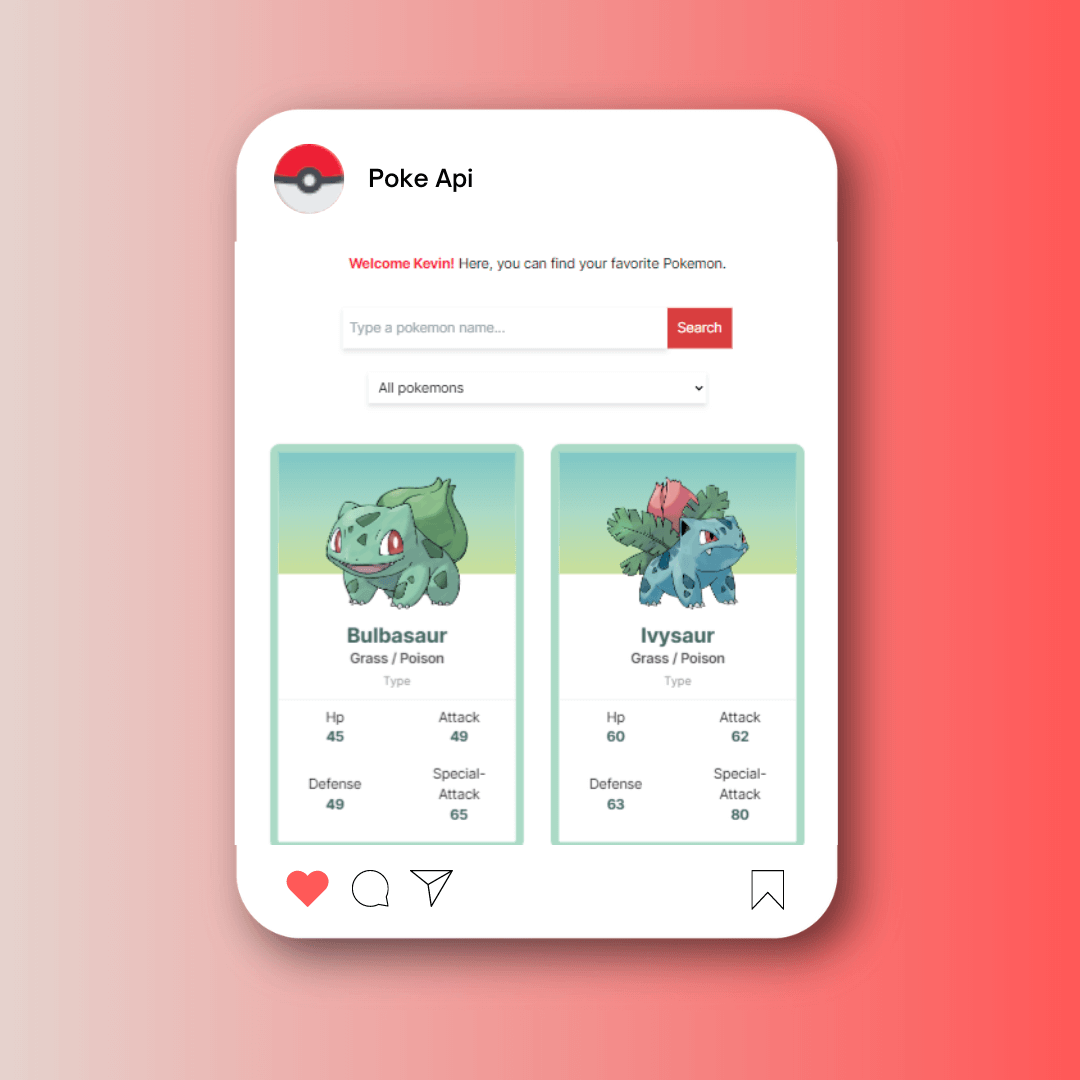 Poke Api
Welcome Kevin! Here, you can find your favorite Pokemon.
Type a pokemon name...
Search
All pokemons
Bulbasaur
Grass / Poison
Type
Hp
45
Attack
49
Defense
49
Special-
Attack
65
Ivysaur
Grass / Poison
Type
Hp
60
Attack
62
Defense
63
Special-
Attack
80